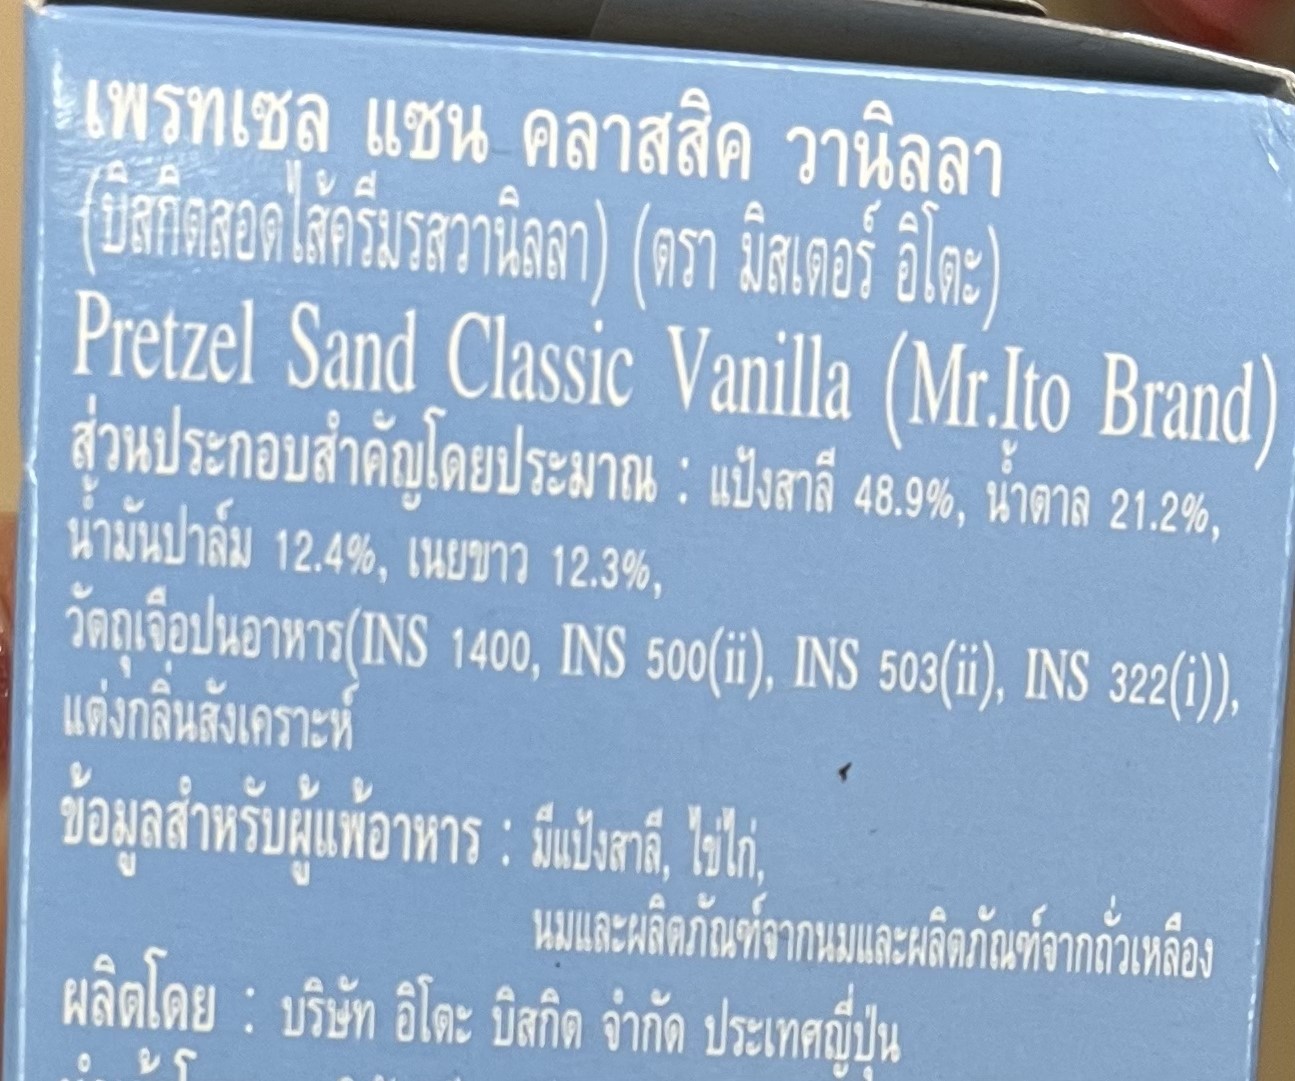 เพรทเซล แซน คลาสสิค วานิลลา
(บิสกิตสอดไส้ครีมรสวานิลลา) (ตรา มิสเตอร์ อิโตะ)
Pretzel Sand Classic Vanilla (Mr.Ito Brand)
ส่วนประกอบสำคัญโดยประมาณ : แป้งสาลี 48.9%, น้ำตาล 21.2%,
น้ำมันปาล์ม 12.4%, เนยขาว 12.3%,
วัตถุเจือปนอาหาร(INS 1400, INS 500(ii), INS 503(ii), INS 322(i)),
แต่งกลิ่นสังเคราะห์
ข้อมูลสำหรับผู้แพ้อาหาร : มีแป้งสาลี, ไข่ไก่,
นมและผลิตภัณฑ์จากนมและผลิตภัณฑ์จากถั่วเหลือง
ผลิตโดย : บริษัท อิโตะ บิสกิต จำกัด ประเทศญี่ปุ่น